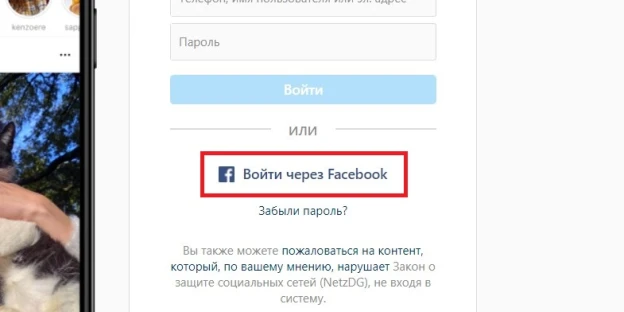 kenzoere
Телефон, имя пользователя или эл. адрес
Пароль
Войти
ИЛИ
Войти через Facebook
Забыли пароль?
Вы также можете пожаловаться на контент,
который, по вашему мнению, нарушает Закон о
защите социальных сетей (NetzDG), не входя в
систему.